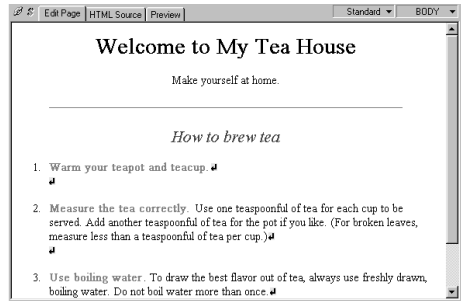 Edit Page HTML Source Preview Standard BODY
Welcome to My Tea House
Make yourself at home.
How to brew tea
1. Warm your teapot and teacup.
2. Measure the tea correctly. Use one teaspoonful of tea for each cup to be
served. Add another teaspoonful of tea for the pot if you like. (For broken leaves,
measure less than a teaspoonful of tea per cup.)
3. Use boiling water. To draw the best flavor out of tea, always use freshly drawn,
boiling water. Do not boil water more than once.